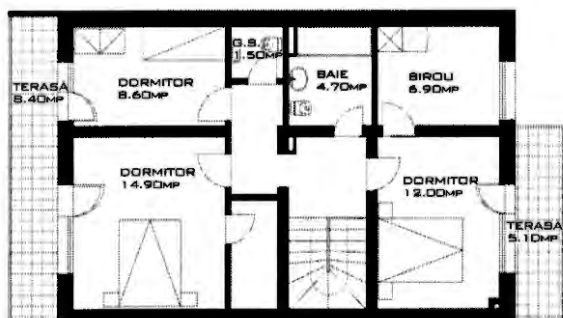 G.S.
1.50MP
TERASA
8.40MP
DORMITOR
8.60MP
BAIE
4.70MP
BIROU
6.90MP
DORMITOR
14.90MP
DORMITOR
12.00MP
TERASA
5.10MP